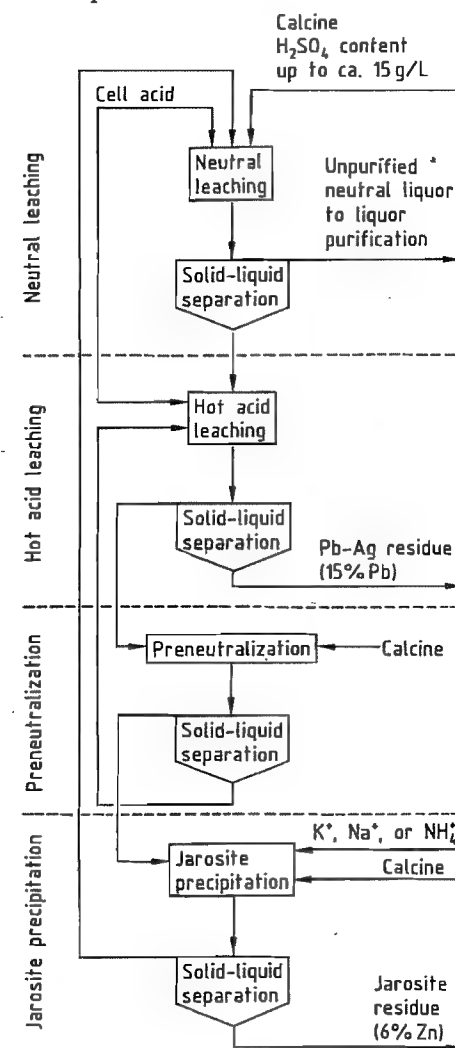 Calcine
H₂SO₄ content
up to ca. 15 g/L
Cell acid
Neutral leaching
Neutral
leaching
Unpurified *
neutral liquor
to liquor
purification
Solid-liquid
separation
Hot acid leaching
Hot acid
leaching
Solid-liquid
separation
Pb-Ag residue
(15% Pb)
Preneutralization
Preneutralization
Calcine
Solid-liquid
separation
Jarosite precipitation
K⁺, Na⁺, or NH₄⁺
Jarosite
precipitation
Calcine
Solid-liquid
separation
Jarosite
residue
(6% Zn)